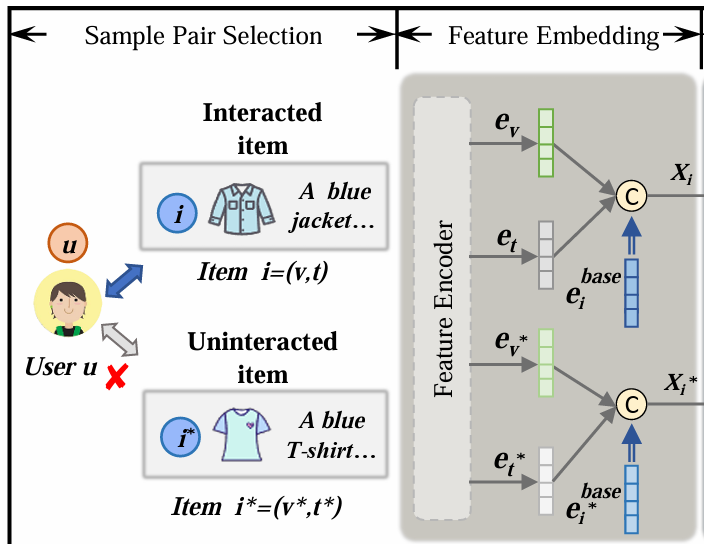 Sample Pair Selection
Feature Embedding
Interacted
item
i
A blue
jacket...
Item i=(v,t)
u
User u
Uninteracted
item
i*
A blue
T-shirt...
Item i*=(v*,t*)
Feature Encoder
e_v
e_t
e_v*
e_t*
C
X_i
e_i^base
C
X_i*
e_i*^base